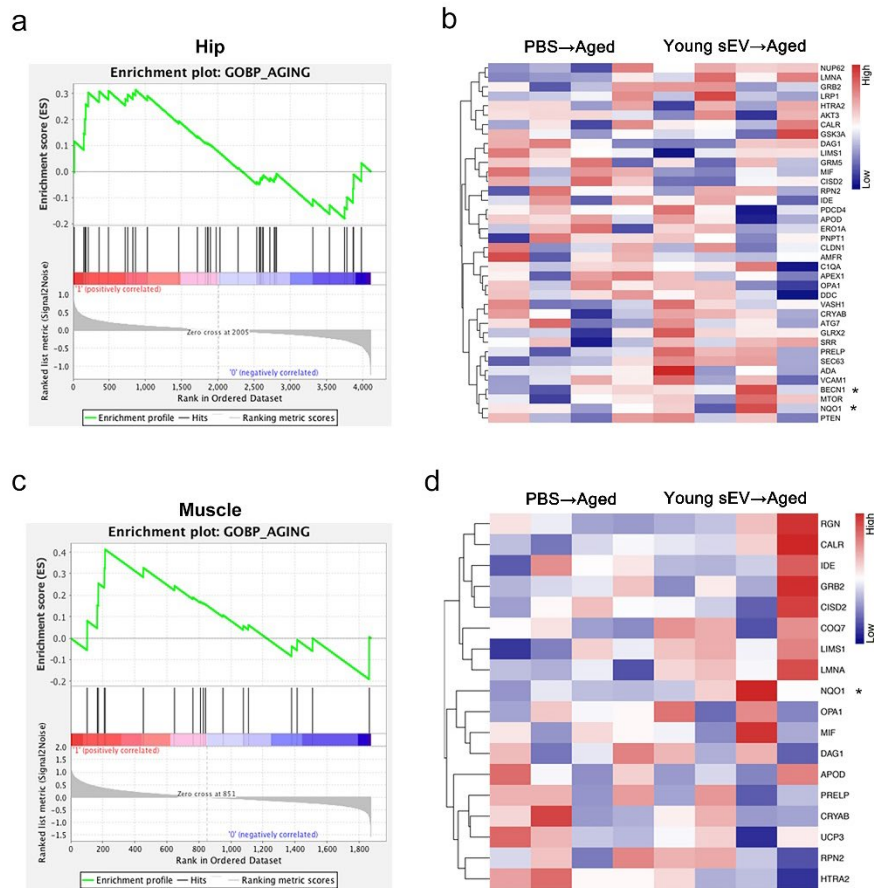 a
Hip
Enrichment plot: GOBP_AGING
Enrichment score (ES)
0.3
0.2
0.1
0.0
-0.1
-0.2
'1' (positively correlated)
Ranked list metric (Signal2Noise)
1.0
0.5
0.0
-0.5
-1.0
Zero cross at 2005
'0' (negatively correlated)
0 500 1,000 1,500 2,000 2,500 3,000 3,500 4,000
Rank in Ordered Dataset
Enrichment profile Hits Ranking metric scores
b
PBS→Aged Young sEV→Aged
NUP62
LMNA
GRB2
LRP1
HTRA2
AKT3
CALR
GSK3A
DAG1
LIMS1
GRM5
MIF
CISD2
RPN2
IDE
PDCD4
APOD
ERO1A
PNPT1
CLDN1
AMFR
C1QA
APEX1
OPA1
DDC
VASH1
CRYAB
ATG7
GLRX2
SRR
PRELP
SEC63
ADA
VCAM1
BECN1 *
MTOR
NQO1 *
PTEN
High
Low
c
Muscle
Enrichment plot: GOBP_AGING
Enrichment score (ES)
0.4
0.3
0.2
0.1
0.0
-0.1
-0.2
'1' (positively correlated)
Ranked list metric (Signal2Noise)
2.0
1.5
1.0
0.5
0.0
-0.5
-1.0
-1.5
Zero cross at 851
'0' (negatively correlated)
0 200 400 600 800 1,000 1,200 1,400 1,600 1,800
Rank in Ordered Dataset
Enrichment profile Hits Ranking metric scores
d
PBS→Aged Young sEV→Aged
RGN
CALR
IDE
GRB2
CISD2
COQ7
LIMS1
LMNA
NQO1 *
OPA1
MIF
DAG1
APOD
PRELP
CRYAB
UCP3
RPN2
HTRA2
High
Low